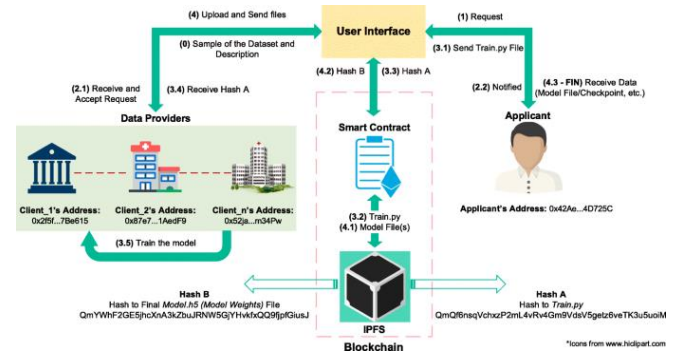 (4) Upload and Send files
(0) Sample of the Dataset and
Description
User Interface
(1) Request
(3.1) Send Train.py File
(4.2) Hash B
(3.3) Hash A
(2.1) Receive and
Accept Request
(3.4) Receive Hash A
(2.2) Notified
(4.3 - FIN) Receive Data
(Model File/Checkpoint, etc.)
Data Providers
Smart Contract
Applicant
Client_1's Address:
0x2f5f...7Be615
Client_2's Address:
0x87e7...1AedF9
Client_n's Address:
0x52ja...m34Pw
Applicant's Address: 0x42Ae...4D725C
(3.2) Train.py
(4.1) Model File(s)
(3.5) Train the model
Hash B
Hash to Final Model.h5 (Model Weights) File
QmYWhF2GE5jhcXnA3kZbuJRNW5GjYHvkfxQQ9fjpfGiusJ
Hash A
Hash to Train.py
QmQf6nsqVchxzP2mL4vRv4Gm9VdsV5getz6veTK3u5uoiM
IPFS
Blockchain
*Icons from www.hiclipart.com